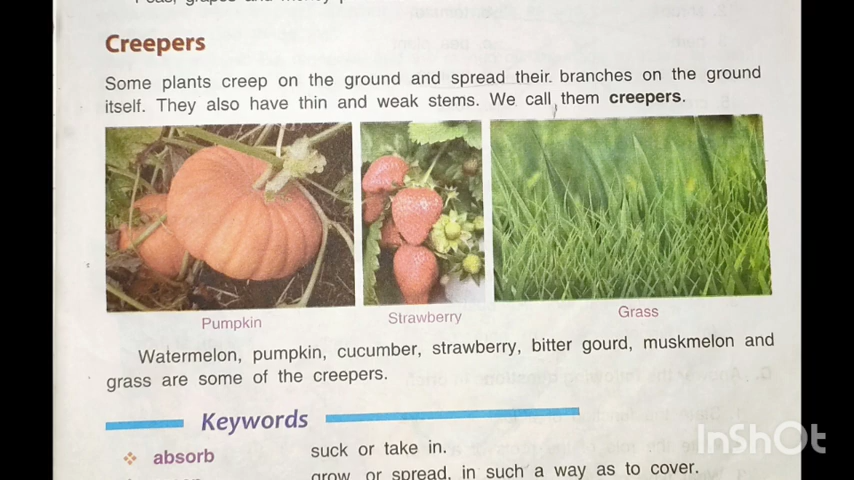 Creepers
Some plants creep on the ground and spread their branches on the ground
itself. They also have thin and weak stems. We call them creepers.
Pumpkin
Strawberry
Grass
Watermelon, pumpkin, cucumber, strawberry, bitter gourd, muskmelon and
grass are some of the creepers.
Keywords
absorb suck or take in.
grow or spread, in such a way as to cover.
InShOt